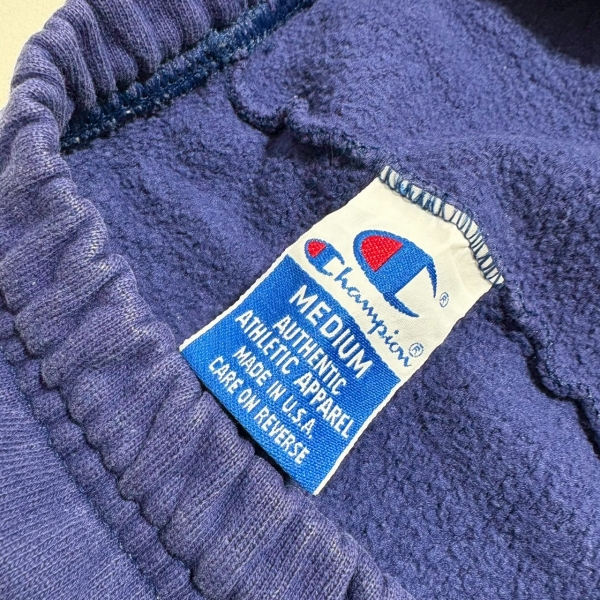 Champion®
MEDIUM
AUTHENTIC
ATHLETIC APPAREL
MADE IN U.S.A.
CARE ON REVERSE